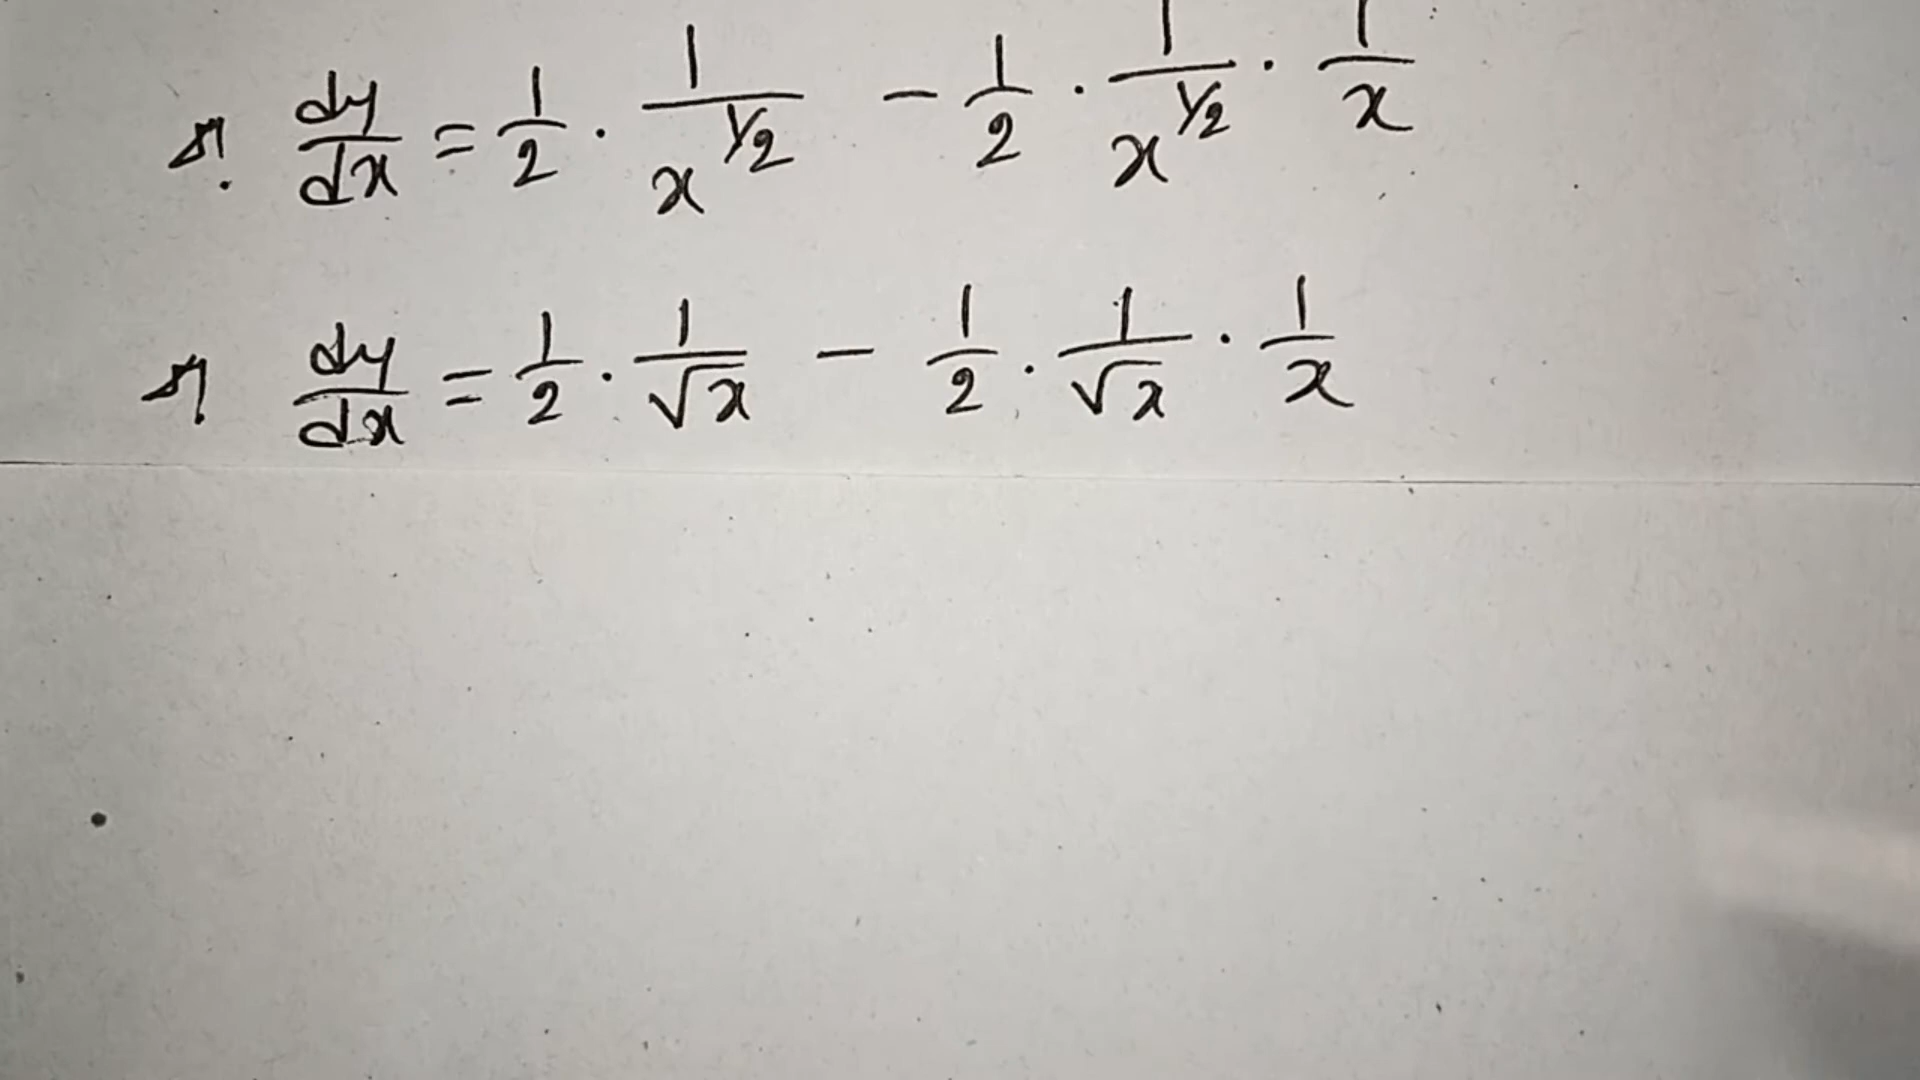 वा. dy/dx = 1/2 · 1/x^(1/2) - 1/2 · 1/x^(1/2) · 1/x
वा. dy/dx = 1/2 · 1/√x - 1/2 · 1/√x · 1/x